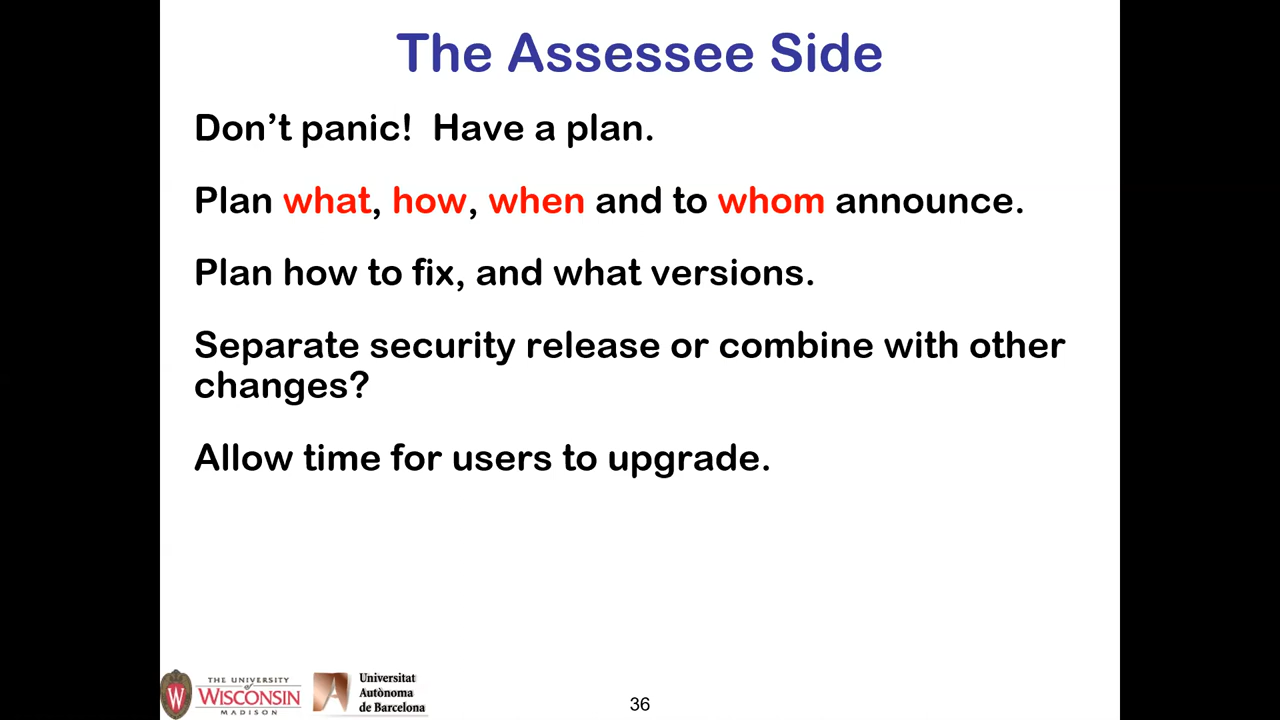 The Assessee Side
Don’t panic!  Have a plan.
Plan what, how, when and to whom announce.
Plan how to fix, and what versions.
Separate security release or combine with other
changes?
Allow time for users to upgrade.
THE UNIVERSITY
of
WISCONSIN
MADISON
W
Universitat
Autònoma
de Barcelona
36